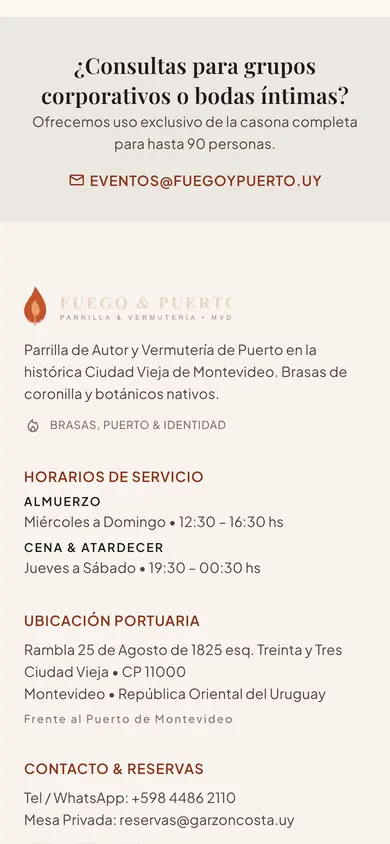 ¿Consultas para grupos
corporativos o bodas íntimas?
Ofrecemos uso exclusivo de la casona completa
para hasta 90 personas.
EVENTOS@FUEGOYPUERTO.UY
FUEGO & PUERTO
PARRILLA & VERMUTERÍA • MVD
Parrilla de Autor y Vermutería de Puerto en la
histórica Ciudad Vieja de Montevideo. Brasas de
coronilla y botánicos nativos.
BRASAS, PUERTO & IDENTIDAD
HORARIOS DE SERVICIO
ALMUERZO
Miércoles a Domingo • 12:30 – 16:30 hs
CENA & ATARDECER
Jueves a Sábado • 19:30 – 00:30 hs
UBICACIÓN PORTUARIA
Rambla 25 de Agosto de 1825 esq. Treinta y Tres
Ciudad Vieja • CP 11000
Montevideo • República Oriental del Uruguay
Frente al Puerto de Montevideo
CONTACTO & RESERVAS
Tel / WhatsApp: +598 4486 2110
Mesa Privada: reservas@garzoncosta.uy